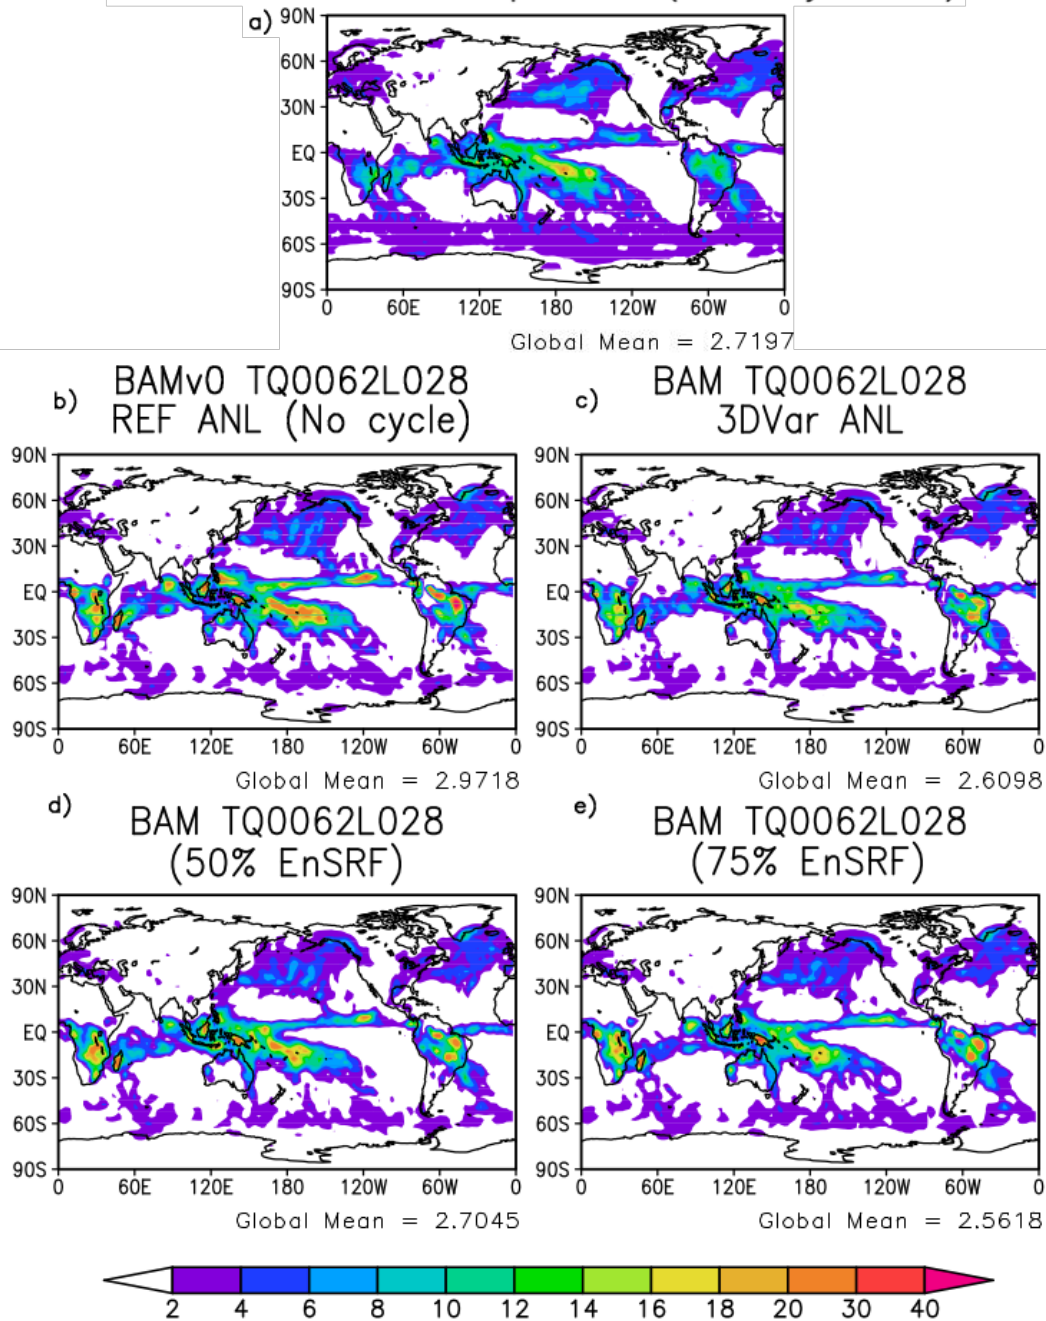 a)
90N
60N
30N
EQ
30S
60S
90S
0 60E 120E 180 120W 60W 0
Global Mean = 2.7197
b) BAMv0 TQ0062L028
REF ANL (No cycle)
c) BAM TQ0062L028
3DVar ANL
90N
60N
30N
EQ
30S
60S
90S
0 60E 120E 180 120W 60W 0
Global Mean = 2.9718
90N
60N
30N
EQ
30S
60S
90S
0 60E 120E 180 120W 60W 0
Global Mean = 2.6098
d) BAM TQ0062L028
(50% EnSRF)
e) BAM TQ0062L028
(75% EnSRF)
90N
60N
30N
EQ
30S
60S
90S
0 60E 120E 180 120W 60W 0
Global Mean = 2.7045
90N
60N
30N
EQ
30S
60S
90S
0 60E 120E 180 120W 60W 0
Global Mean = 2.5618
2 4 6 8 10 12 14 16 18 20 30 40